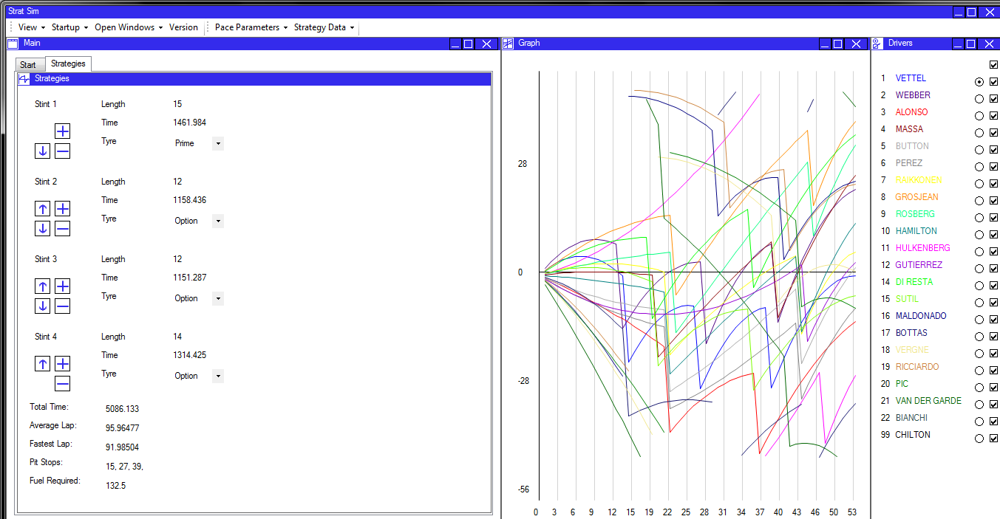 Strat Sim
View Startup Open Windows Version Pace Parameters Strategy Data
Main
Start Strategies
Strategies
Stint 1 Length 15
Time 1461.984
Tyre Prime
Stint 2 Length 12
Time 1158.436
Tyre Option
Stint 3 Length 12
Time 1151.287
Tyre Option
Stint 4 Length 14
Time 1314.425
Tyre Option
Total Time: 5086.133
Average Lap: 95.96477
Fastest Lap: 91.98504
Pit Stops: 15, 27, 39,
Fuel Required: 132.5
Graph
28
0
-28
-56
0 3 6 9 12 15 19 22 25 28 31 34 37 40 43 46 50 53
Drivers
1 VETTEL
2 WEBBER
3 ALONSO
4 MASSA
5 BUTTON
6 PEREZ
7 RAIKKONEN
8 GROSJEAN
9 ROSBERG
10 HAMILTON
11 HULKENBERG
12 GUTIERREZ
14 DI RESTA
15 SUTIL
16 MALDONADO
17 BOTTAS
18 VERGNE
19 RICCIARDO
20 PIC
21 VAN DER GARDE
22 BIANCHI
99 CHILTON